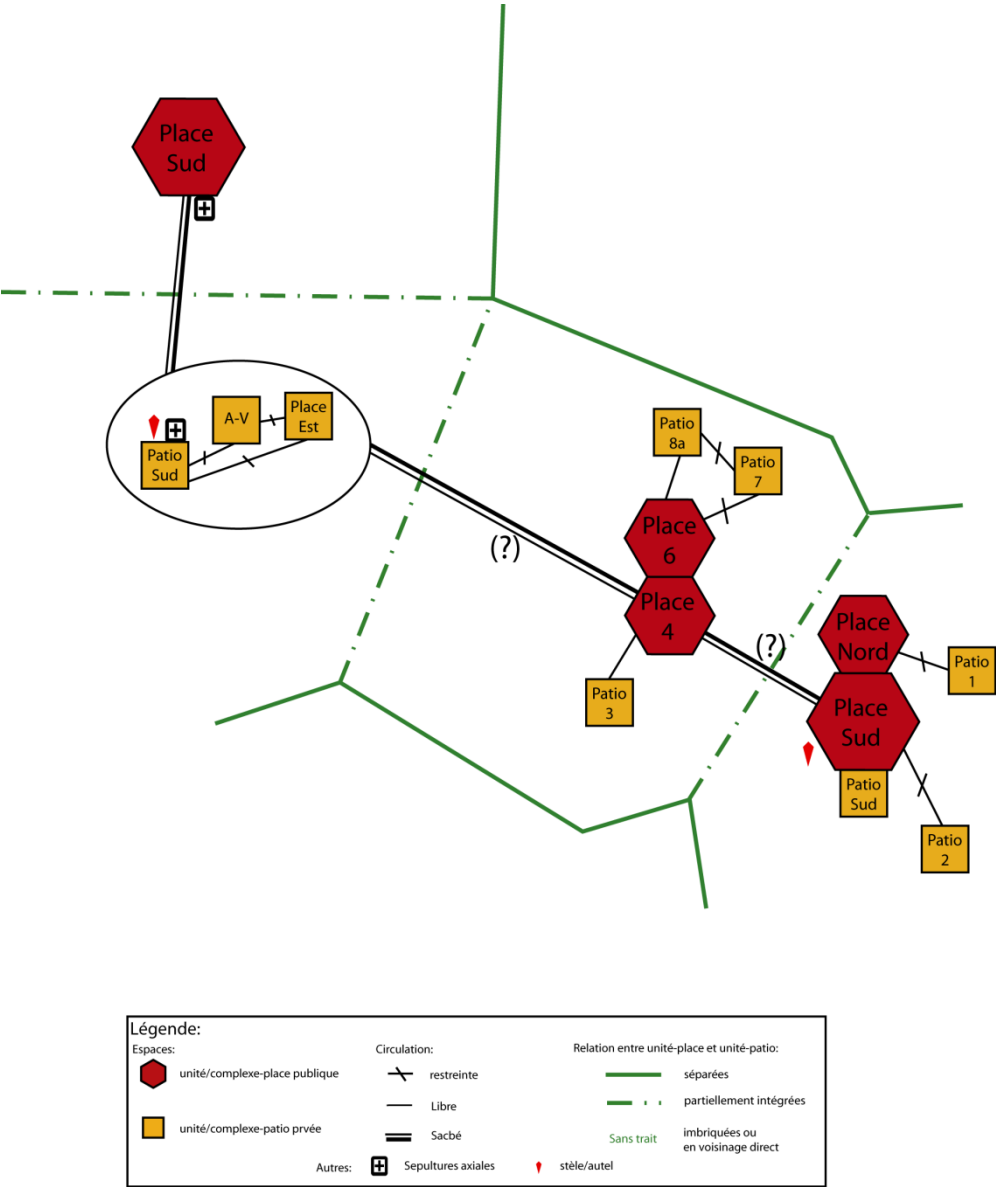 Place
Sud
A-V
Place
Est
Patio
Sud
Patio
8a
Patio
7
Place
6
(?)
Place
4
Patio
3
(?)
Place
Nord
Patio
1
Place
Sud
Patio
Sud
Patio
2
Légende:
Espaces:
unité/complexe-place publique
unité/complexe-patio prvée
Circulation:
restreinte
Libre
Sacbé
Relation entre unité-place et unité-patio:
séparées
partiellement intégrées
Sans trait
imbriquées ou
en voisinage direct
Autres:
Sepultures axiales
stèle/autel